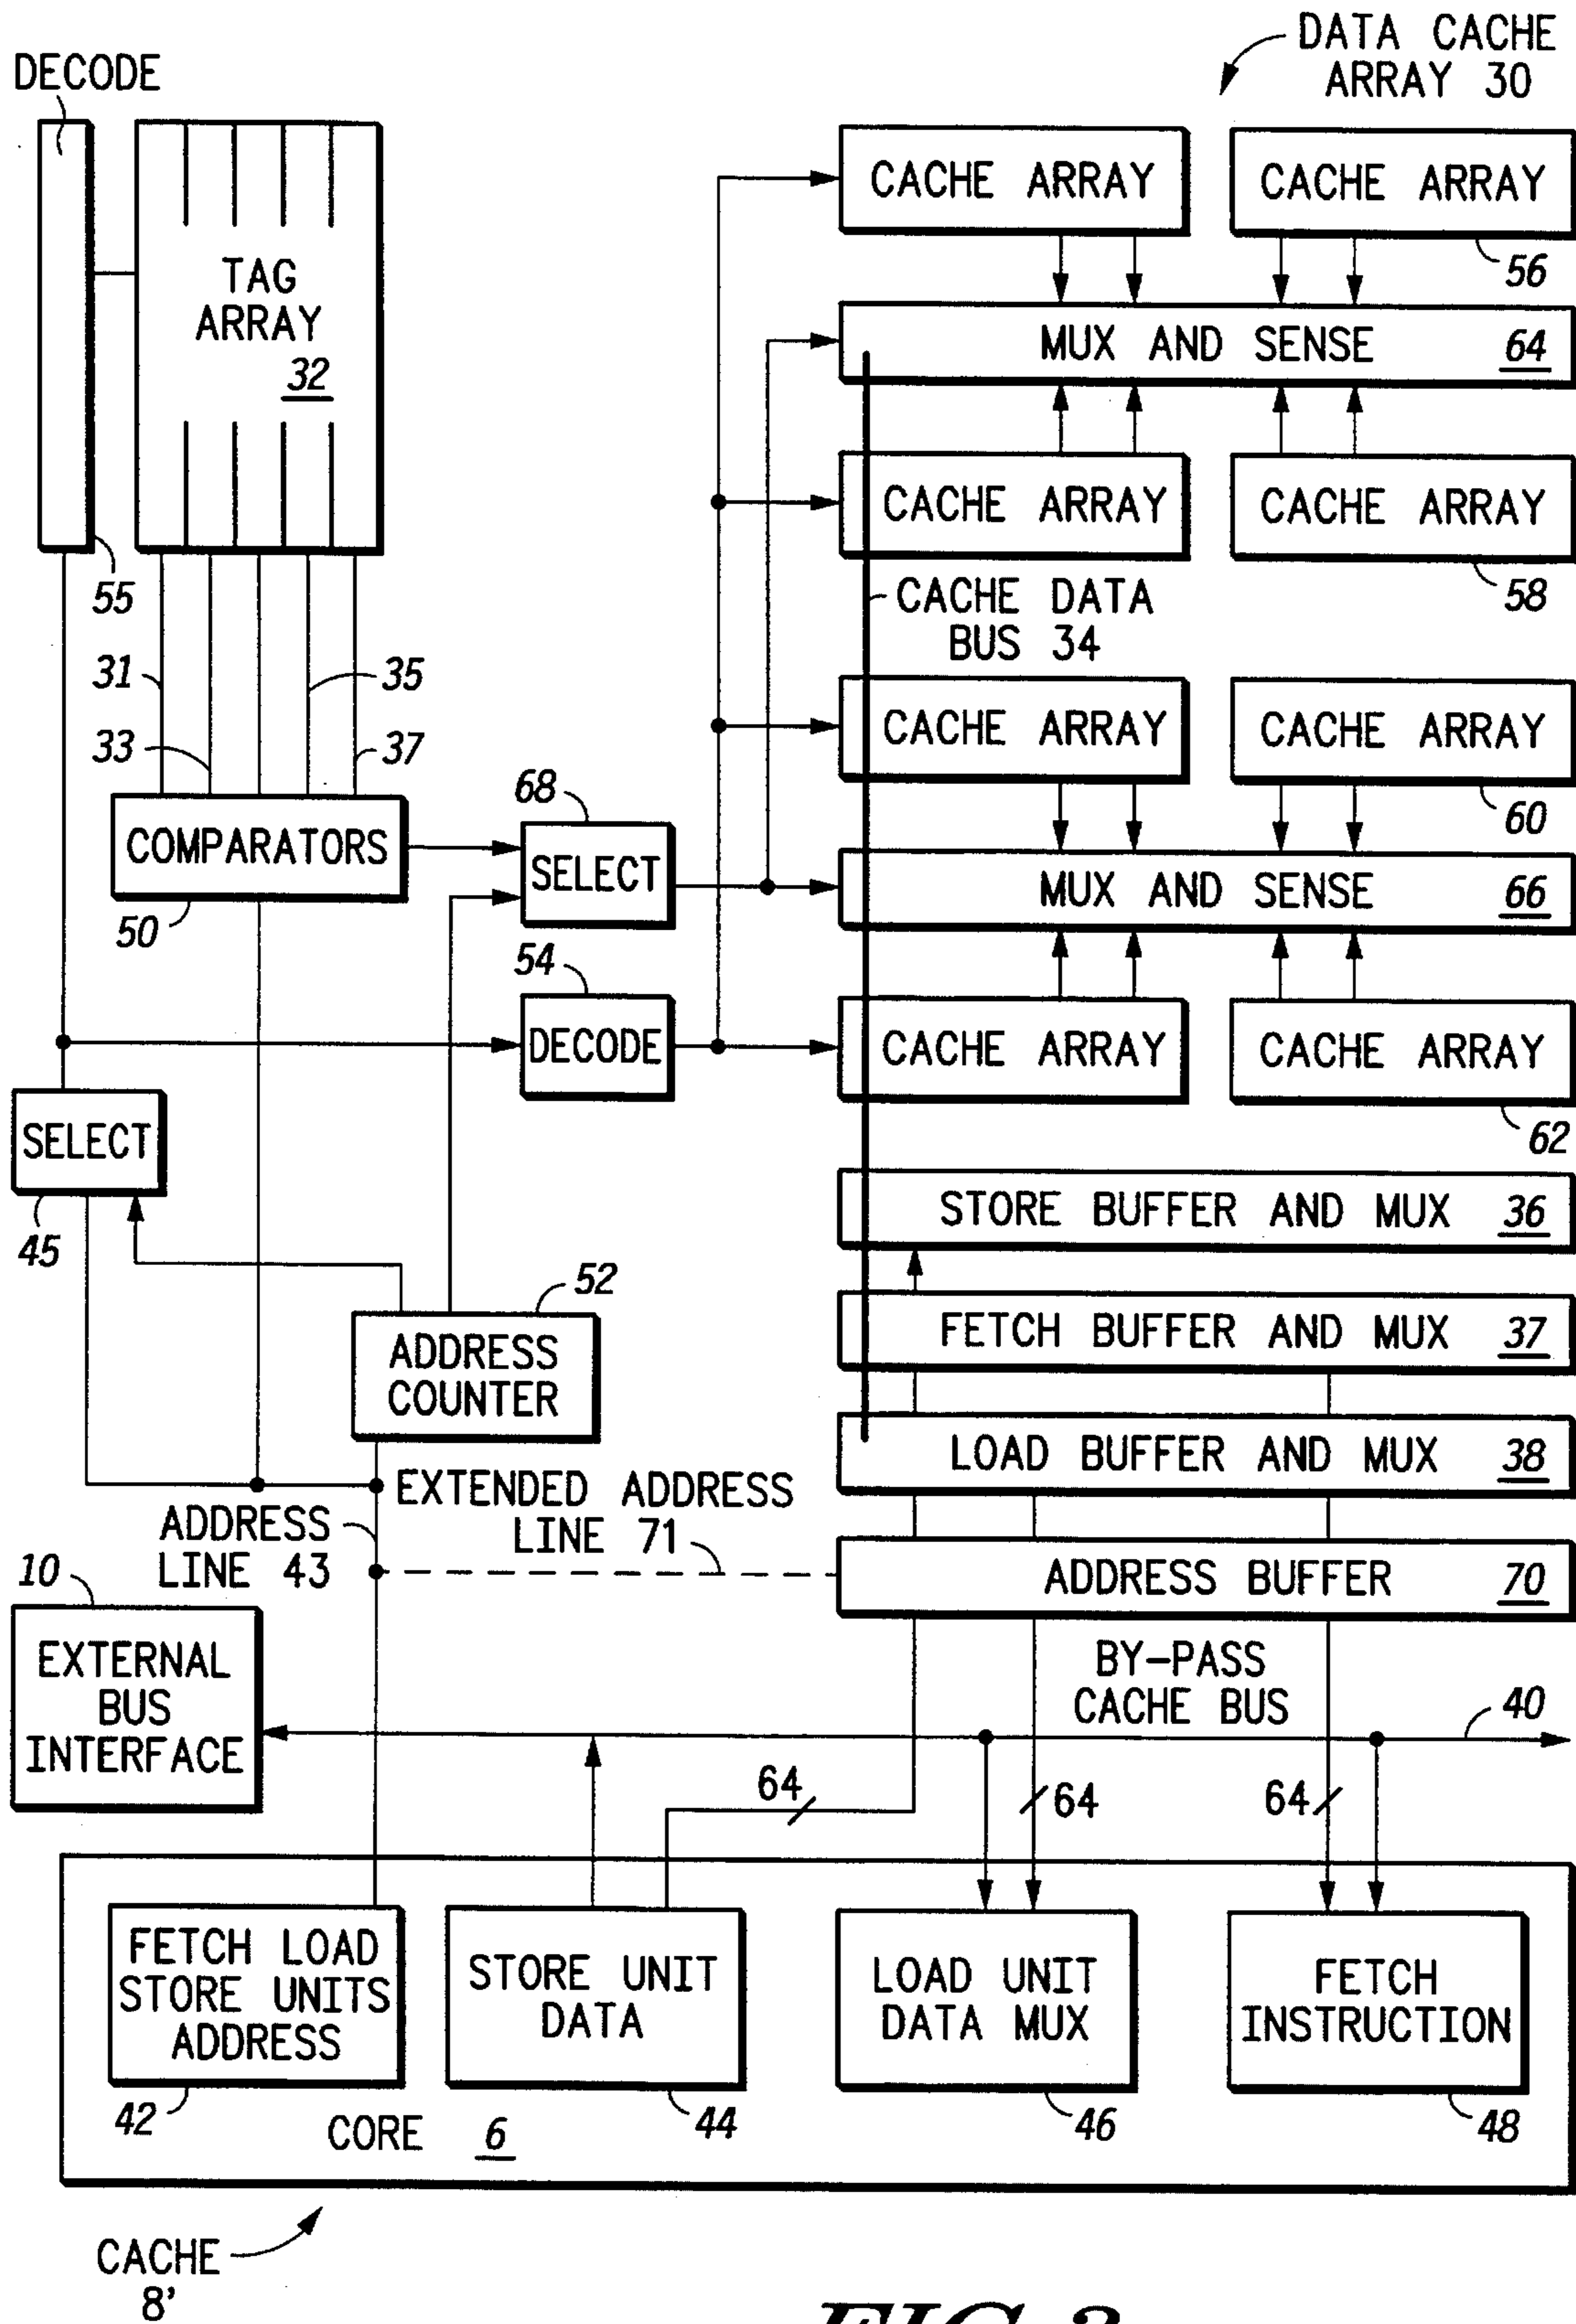 DATA CACHE
ARRAY 30
DECODE
CACHE ARRAY
CACHE ARRAY
56
TAG
ARRAY
32
MUX AND SENSE 64
CACHE ARRAY
CACHE ARRAY
58
55
CACHE DATA
BUS 34
31
35
33
37
CACHE ARRAY
CACHE ARRAY
60
68
COMPARATORS
SELECT
MUX AND SENSE 66
50
54
DECODE
CACHE ARRAY
CACHE ARRAY
62
SELECT
45
STORE BUFFER AND MUX 36
52
ADDRESS
COUNTER
FETCH BUFFER AND MUX 37
LOAD BUFFER AND MUX 38
EXTENDED ADDRESS
LINE 71
ADDRESS
LINE 43
ADDRESS BUFFER 70
10
EXTERNAL
BUS
INTERFACE
BY-PASS
CACHE BUS
40
64
64
64
FETCH LOAD
STORE UNITS
ADDRESS
42
STORE UNIT
DATA
44
LOAD UNIT
DATA MUX
46
FETCH
INSTRUCTION
48
CORE 6
CACHE
8'